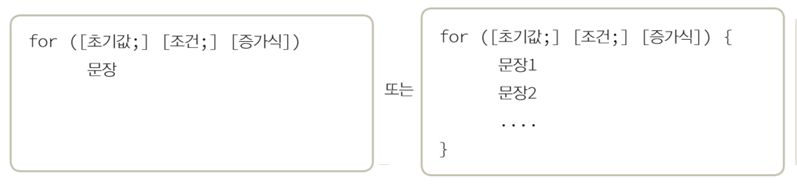 for ([초기값;] [조건;] [증가식])
문장
또는
for ([초기값;] [조건;] [증가식]) {
문장1
문장2
....
}